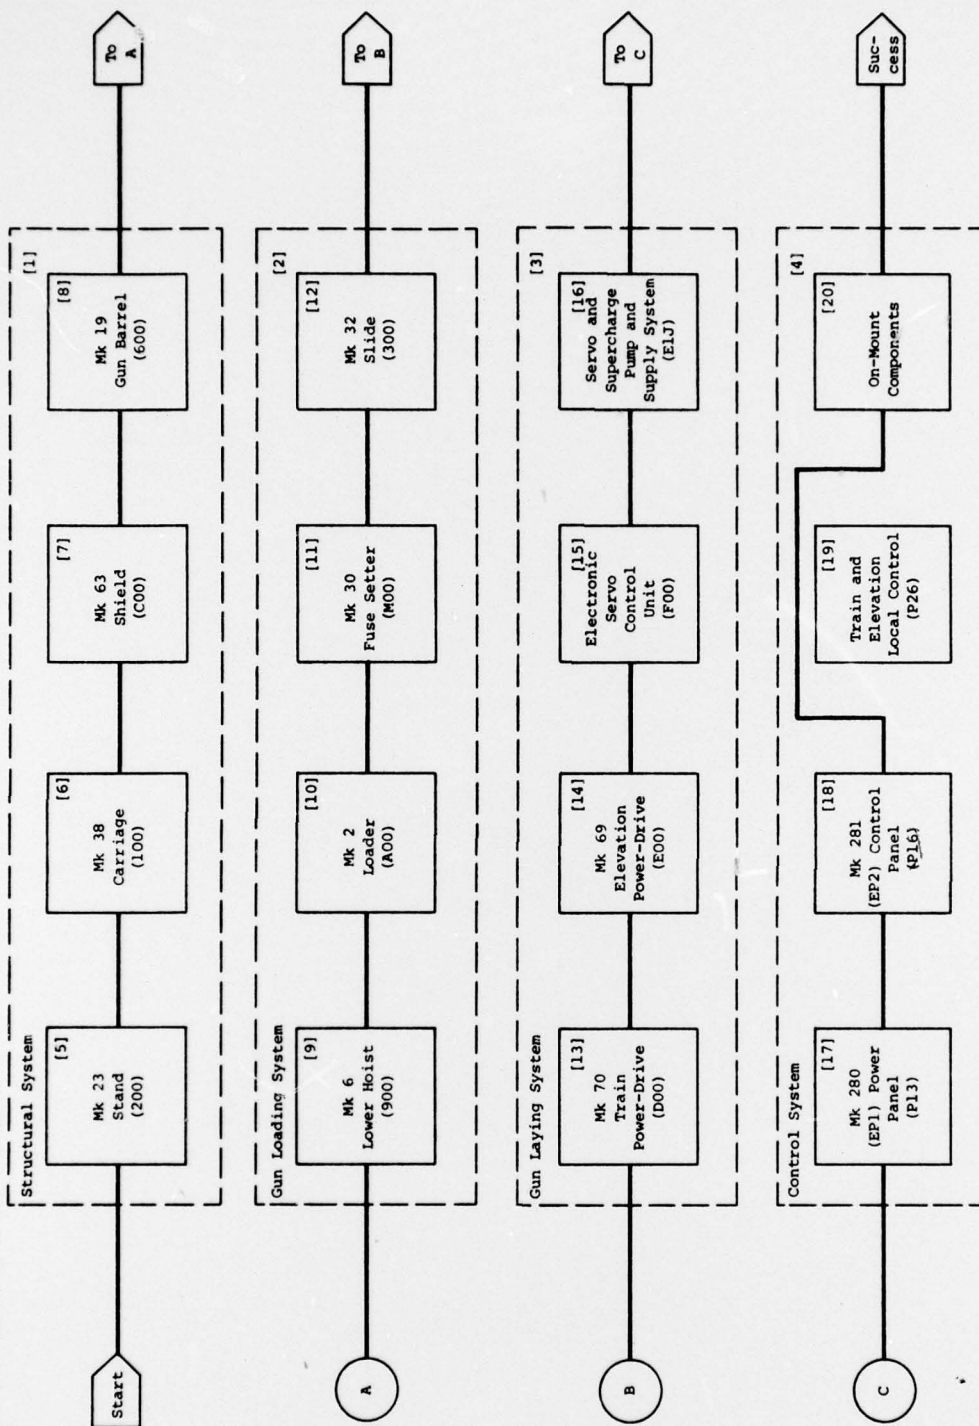 Start
Structural System
[1]
[5]
Mk 23
Stand
(200)
[6]
Mk 38
Carriage
(100)
[7]
Mk 63
Shield
(C00)
[8]
Mk 19
Gun Barrel
(600)
To
A
A
Gun Loading System
[2]
[9]
Mk 6
Lower Hoist
(900)
[10]
Mk 2
Loader
(A00)
[11]
Mk 30
Fuse Setter
(M00)
[12]
Mk 32
Slide
(300)
To
B
B
Gun Laying System
[3]
[13]
Mk 70
Train
Power-Drive
(D00)
[14]
Mk 69
Elevation
Power-Drive
(E00)
[15]
Electronic
Servo
Control
Unit
(F00)
[16]
Servo and
Supercharge
Pump and
Supply System
(E1J)
To
C
C
Control System
[4]
[17]
Mk 280
(EP1) Power
Panel
(P13)
[18]
Mk 281
(EP2) Control
Panel
(P16)
[19]
Train and
Elevation
Local Control
(P26)
[20]
On-Mount
Components
Suc-
cess